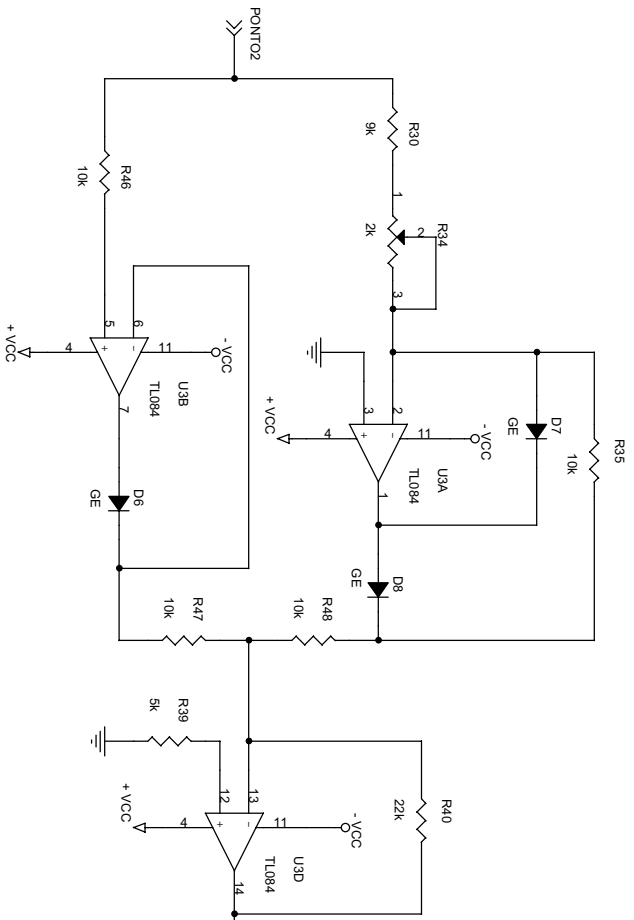 PONTO2
R30
9k
1
R34
2
2k
3
R35
10k
D7
GE
- VCC
11
2
3
U3A
TL084
1
4
+ VCC
D8
GE
R46
10k
- VCC
11
6
5
U3B
TL084
7
4
+ VCC
D6
GE
R47
10k
R48
10k
R39
5k
R40
22k
- VCC
11
13
12
U3D
TL084
14
4
+ VCC